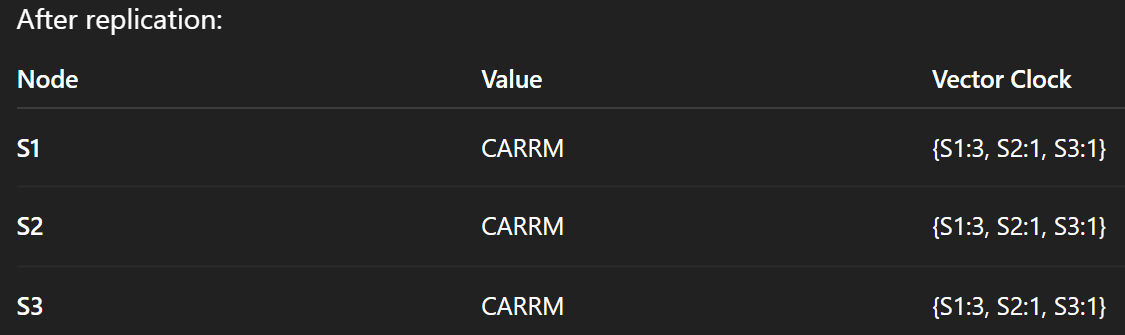 After replication:
Node Value Vector Clock
S1 CARRM {S1:3, S2:1, S3:1}
S2 CARRM {S1:3, S2:1, S3:1}
S3 CARRM {S1:3, S2:1, S3:1}